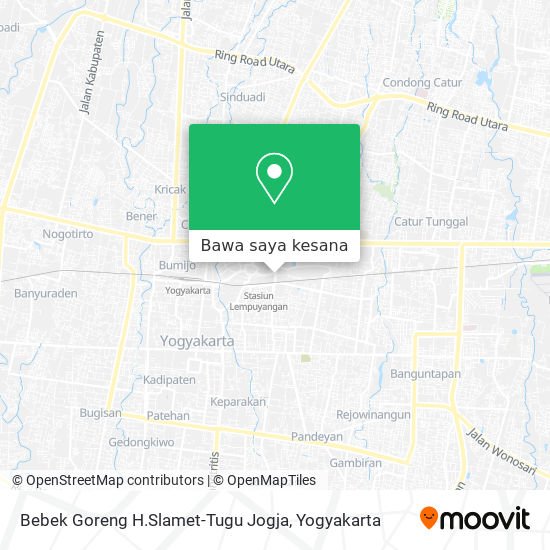 Jalan Kabupaten
Jalan
Ring Road Utara
Sinduadi
Condong Catur
Ring Road Utara
Kricak
Bener
Nogotirto
Catur Tunggal
Bawa saya kesana
Bumijo
Banyuraden
Yogyakarta
Stasiun
Lempuyangan
Yogyakarta
Kadipaten
Banguntapan
Keparakan
Bugisan
Patehan
Rejowinangun
Gedongkiwo
Pandeyan
Jalan Wonosari
Gambiran
© OpenStreetMap contributors | © OpenMapTiles
Bebek Goreng H.Slamet-Tugu Jogja, Yogyakarta
moovit